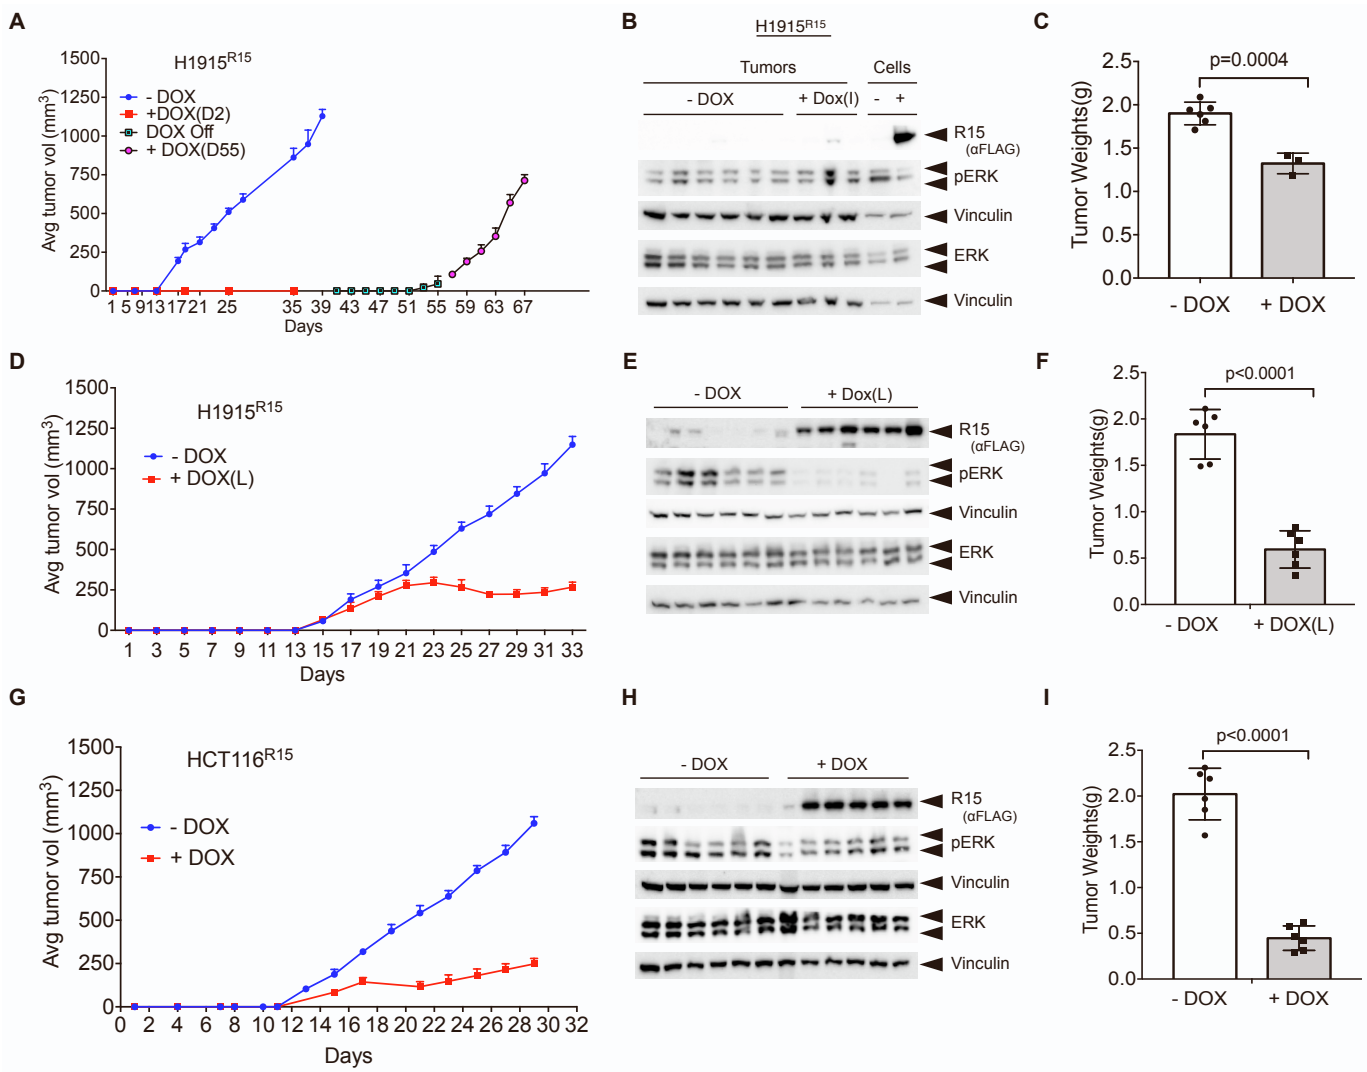 A
H1915R15
Avg tumor vol (mm3)
1500
1250
1000
750
500
250
0
- DOX
+DOX(D2)
DOX Off
+ DOX(D55)
1 5 9 13 17 21 25 35 39 43 47 51 55 59 63 67
Days
B
H1915R15
Tumors Cells
- DOX + Dox(I) - +
R15
(αFLAG)
pERK
Vinculin
ERK
Vinculin
C
p=0.0004
Tumor Weights(g)
2.5
2.0
1.5
1.0
0.5
0.0
- DOX + DOX
D
H1915R15
Avg tumor vol (mm3)
1500
1250
1000
750
500
250
0
- DOX
+ DOX(L)
1 3 5 7 9 11 13 15 17 19 21 23 25 27 29 31 33
Days
E
- DOX + Dox(L)
R15
(αFLAG)
pERK
Vinculin
ERK
Vinculin
F
p<0.0001
Tumor Weights(g)
2.5
2.0
1.5
1.0
0.5
0.0
- DOX + DOX(L)
G
HCT116R15
Avg tumor vol (mm3)
1500
1000
750
500
250
0
- DOX
+ DOX
0 2 4 6 8 10 12 14 16 18 20 22 24 26 28 30 32
Days
H
- DOX + DOX
R15
(αFLAG)
pERK
Vinculin
ERK
Vinculin
I
p<0.0001
Tumor Weights(g)
2.5
2.0
1.5
1.0
0.5
0.0
- DOX + DOX